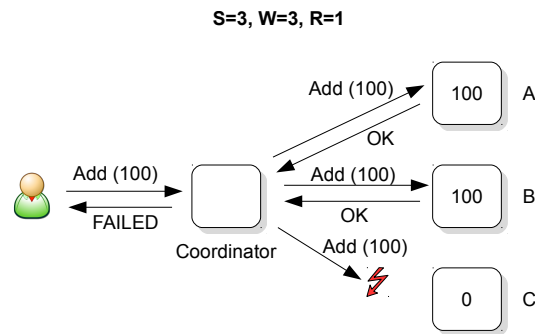 S=3, W=3, R=1
Add (100)
100
A
OK
Add (100)
FAILED
Coordinator
Add (100)
100
B
OK
Add (100)
0
C